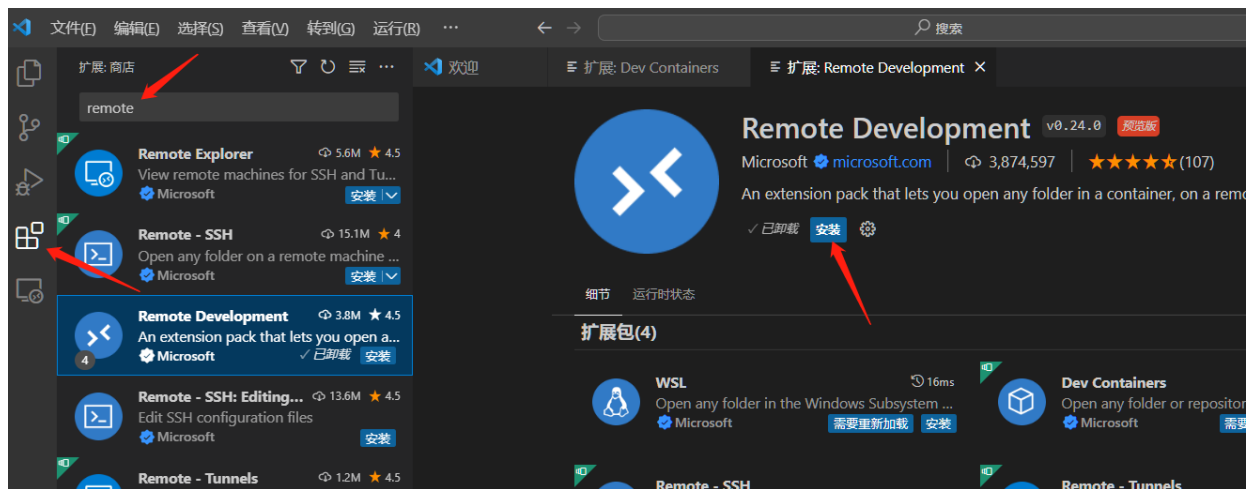 文件(F) 编辑(E) 选择(S) 查看(V) 转到(G) 运行(R) ··· 搜索
扩展: 商店
欢迎
扩展: Dev Containers
扩展: Remote Development
remote
Remote Explorer 5.6M 4.5
View remote machines for SSH and Tu...
Microsoft 安装
Remote - SSH 15.1M 4
Open any folder on a remote machine ...
Microsoft 安装
Remote Development 3.8M 4.5
An extension pack that lets you open a...
4 Microsoft 已卸载 安装
Remote - SSH: Editing... 13.6M 4.5
Edit SSH configuration files
Microsoft 安装
Remote - Tunnels 1.2M 4.5
Remote Development v0.24.0 预览版
Microsoft microsoft.com 3,874,597 (107)
An extension pack that lets you open any folder in a container, on a remo
已卸载 安装
细节 运行时状态
扩展包(4)
WSL 16ms
Open any folder in the Windows Subsystem ...
Microsoft 需要重新加载 安装
Dev Containers
Open any folder or repositor
Microsoft 需要
Remote - SSH
Remote - Tunnels